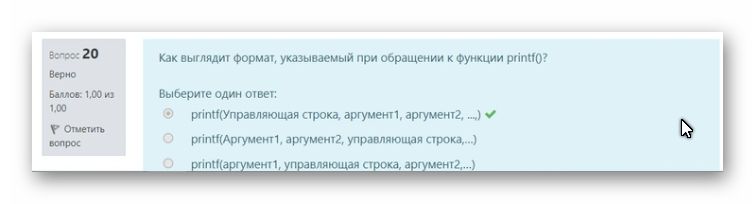 Вопрос 20
Верно
Баллов: 1,00 из
1,00
Отметить
вопрос
Как выглядит формат, указываемый при обращении к функции printf()?
Выберите один ответ:
printf(Управляющая строка, аргумент1, аргумент2, ...,)
printf(Аргумент1, аргумент2, управляющая строка,...)
printf(аргумент1, управляющая строка, аргумент2,...)